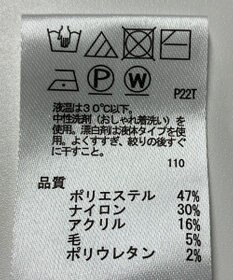 P W
P22T
液温は30℃以下。
中性洗剤(おしゃれ着洗い)を
使用。漂白剤は液体タイプを使
用。よくすすぎ、絞りの後すぐ
に干すこと。
110
品質
ポリエステル 47%
ナイロン 30%
アクリル 16%
毛 5%
ポリウレタン 2%